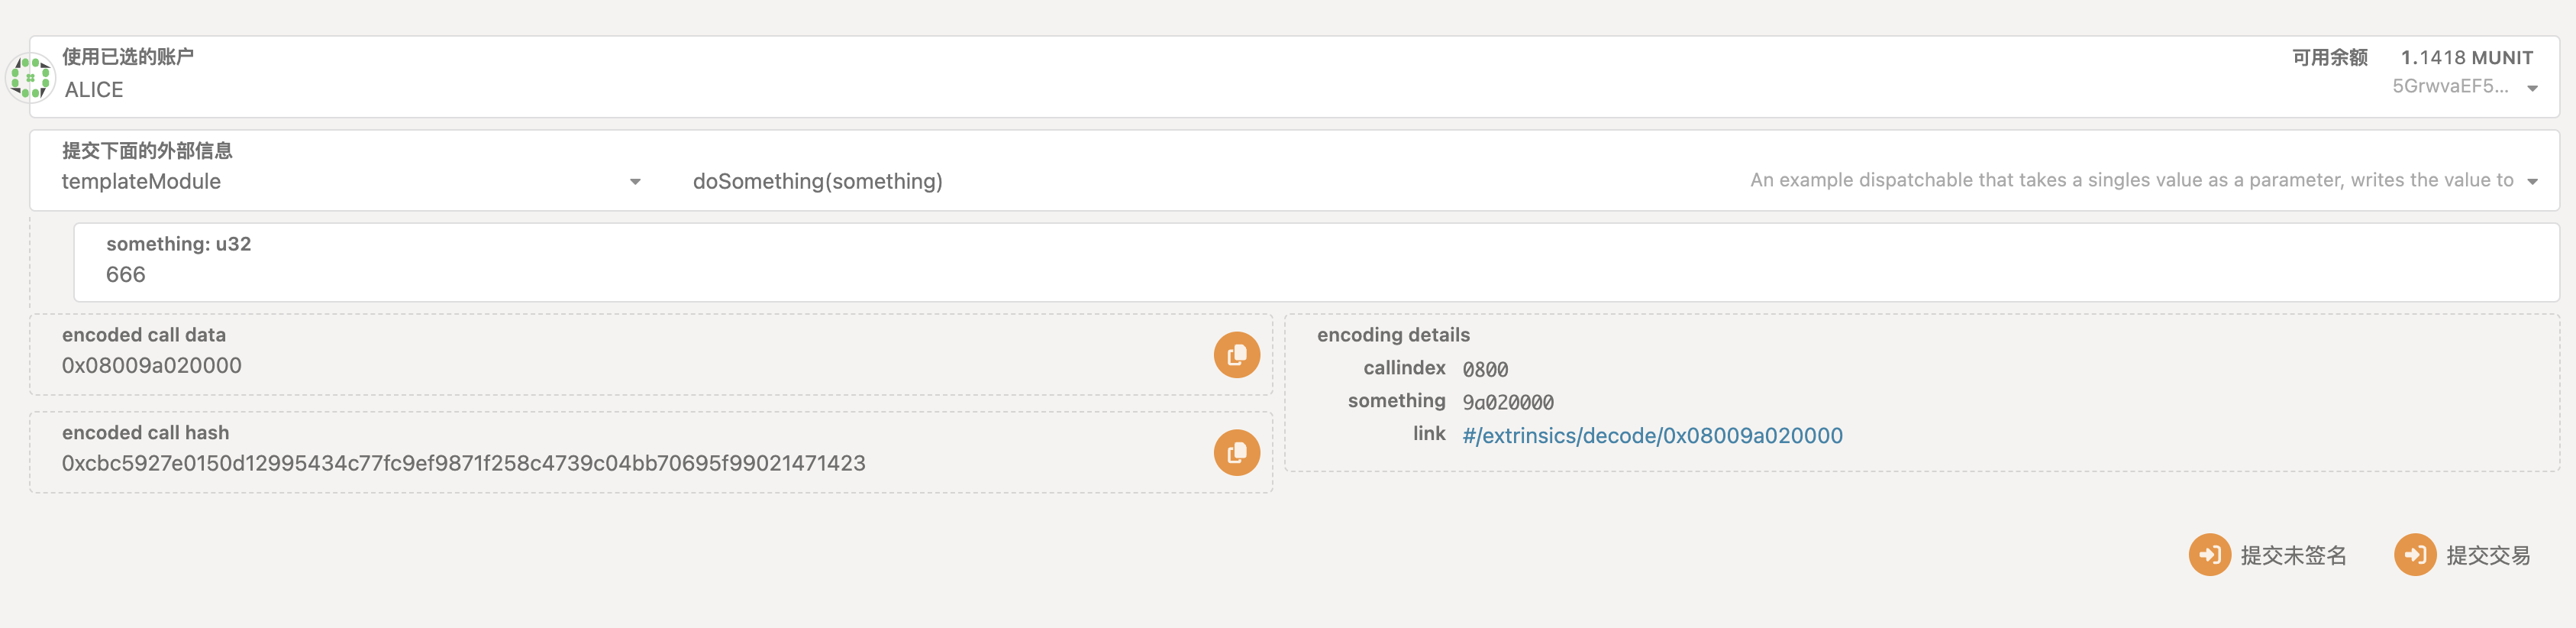 使用已选的账户
ALICE
可用余额 1.1418 MUNIT
5GrwvaEF5...
提交下面的外部信息
templateModule
doSomething(something)
An example dispatchable that takes a singles value as a parameter, writes the value to
something: u32
666
encoded call data
0x08009a020000
encoded call hash
0xcbc5927e0150d12995434c77fc9ef9871f258c4739c04bb70695f99021471423
encoding details
callindex 0800
something 9a020000
link #/extrinsics/decode/0x08009a020000
提交未签名
提交交易